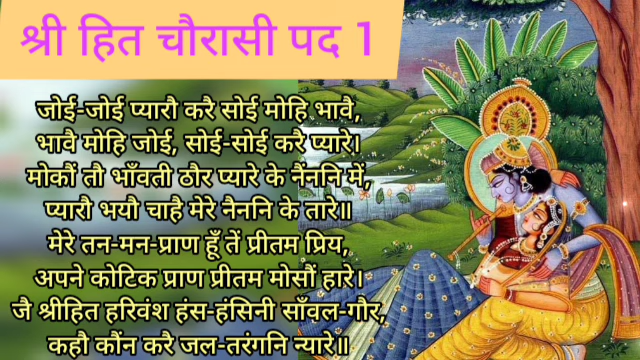 श्री हित चौरासी पद 1
जोई-जोई प्यारौ करै सोई मोहि भावै,
भावै मोहि जोई, सोई-सोई करै प्यारे।
मोकौं तौ भाँवती ठौर प्यारे के नैंननि में,
प्यारौ भयौ चाहै मेरे नैननि के तारे॥
मेरे तन-मन-प्राण हूँ तें प्रीतम प्रिय,
अपने कोटिक प्राण प्रीतम मोसौं हारे।
जै श्रीहित हरिवंश हंस-हंसिनी साँवल-गौर,
कहौ कौंन करै जल-तरंगनि न्यारे॥